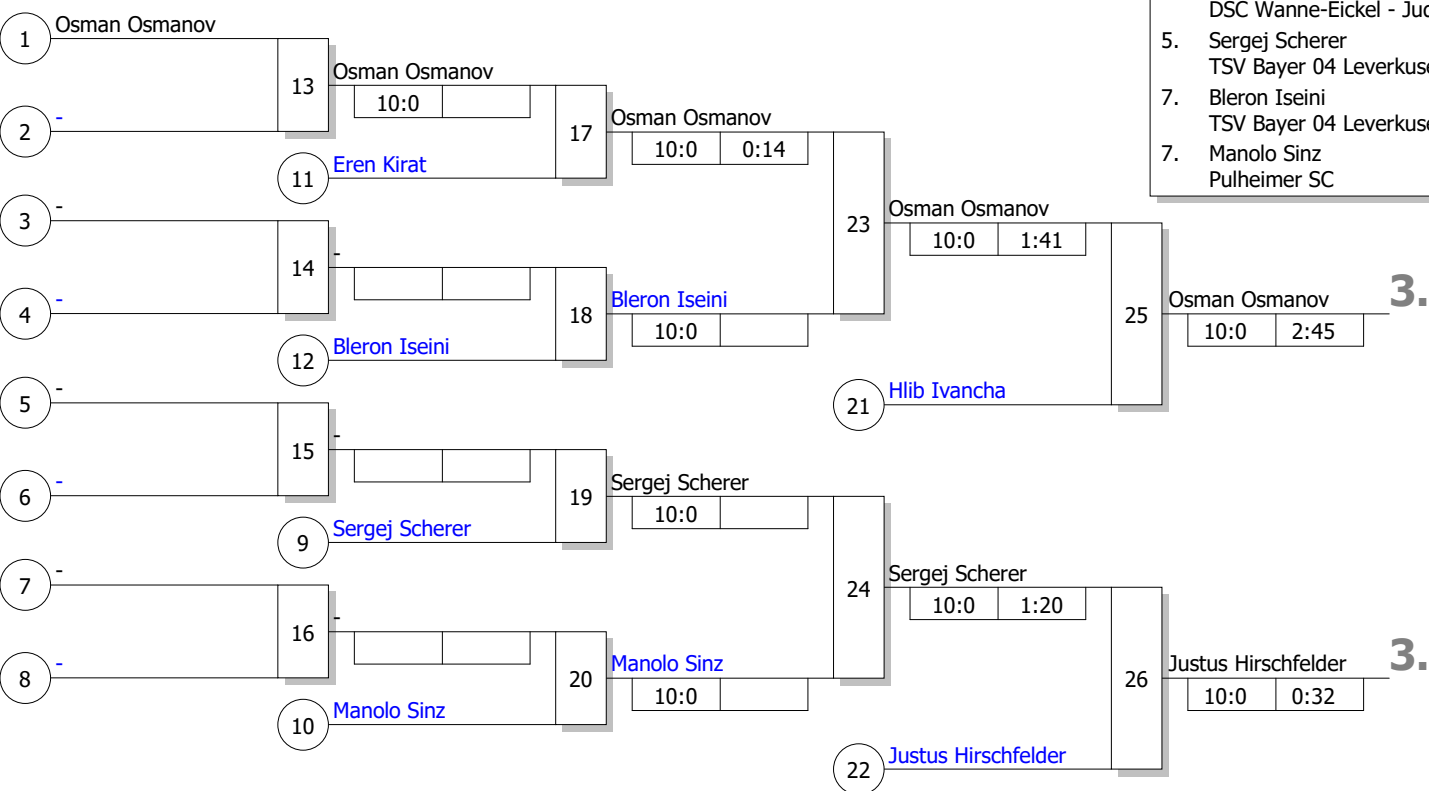 DSC Wanne-Eickel - Jud
5. Sergej Scherer
TSV Bayer 04 Leverkuse
7. Bleron Iseini
TSV Bayer 04 Leverkuse
7. Manolo Sinz
Pulheimer SC
1 Osman Osmanov
13 Osman Osmanov
10:0
2 -
17 Osman Osmanov
10:0 0:14
11 Eren Kirat
3 -
23 Osman Osmanov
10:0 1:41
14 -
4 -
18 Bleron Iseini
10:0
12 Bleron Iseini
25 Osman Osmanov 3.
10:0 2:45
5 -
21 Hlib Ivancha
15 -
6 -
19 Sergej Scherer
10:0
9 Sergej Scherer
7 -
24 Sergej Scherer
10:0 1:20
16 -
8 -
20 Manolo Sinz
10:0
10 Manolo Sinz
26 Justus Hirschfelder 3.
10:0 0:32
22 Justus Hirschfelder